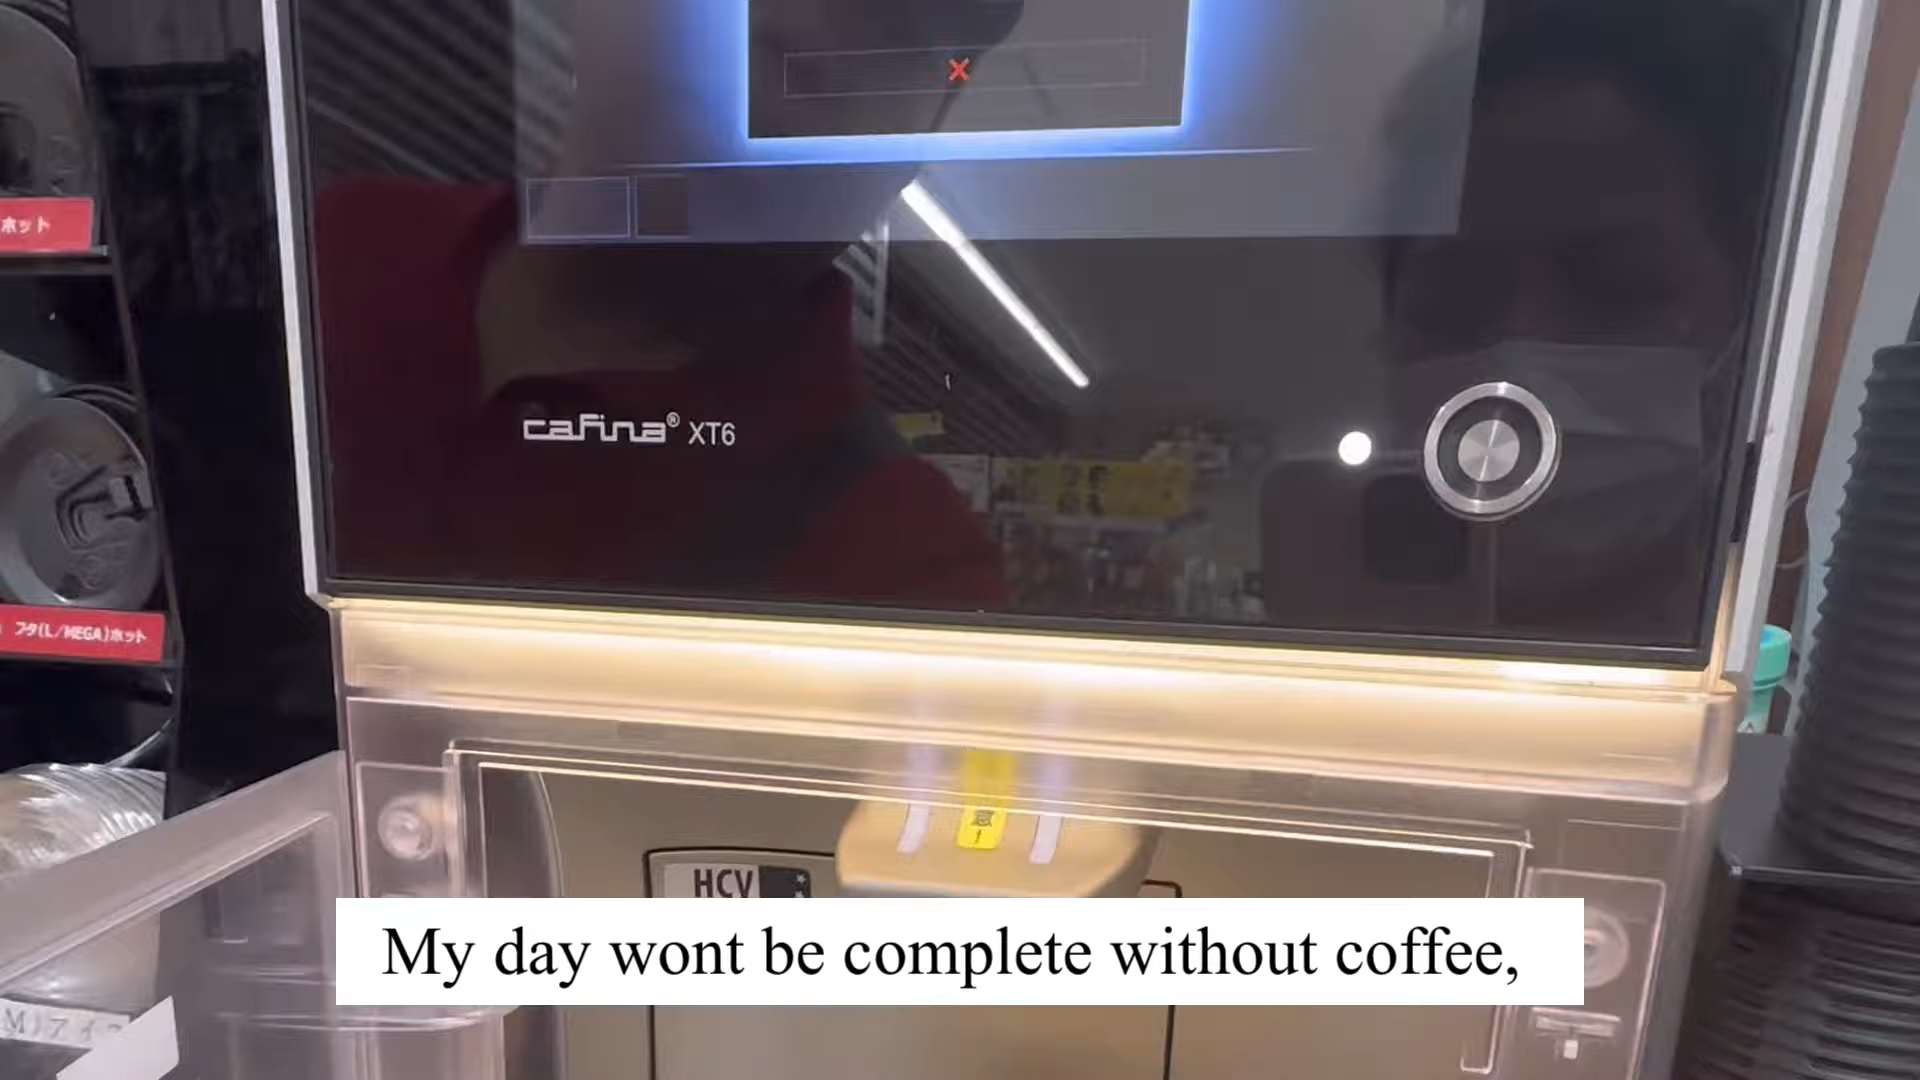 ホット
cafina® XT6
フタ(L/MEGA)ホット
HCV
My day wont be complete without coffee,